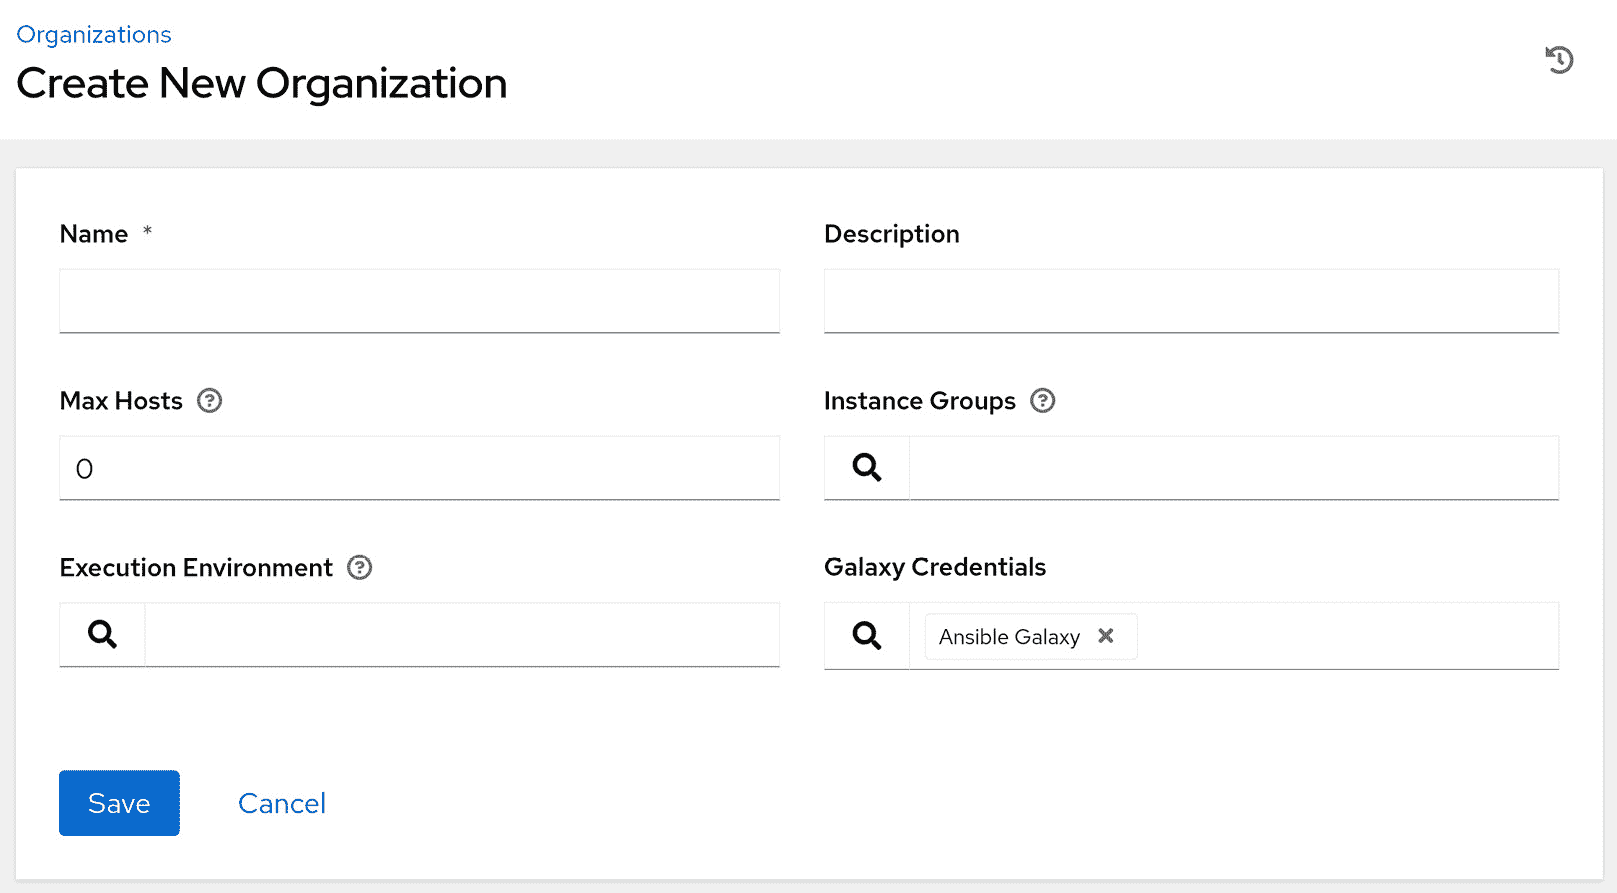 Organizations
Create New Organization
Name *
Description
Max Hosts ?
Instance Groups ?
0
Execution Environment ?
Galaxy Credentials
Ansible Galaxy ×
Save Cancel